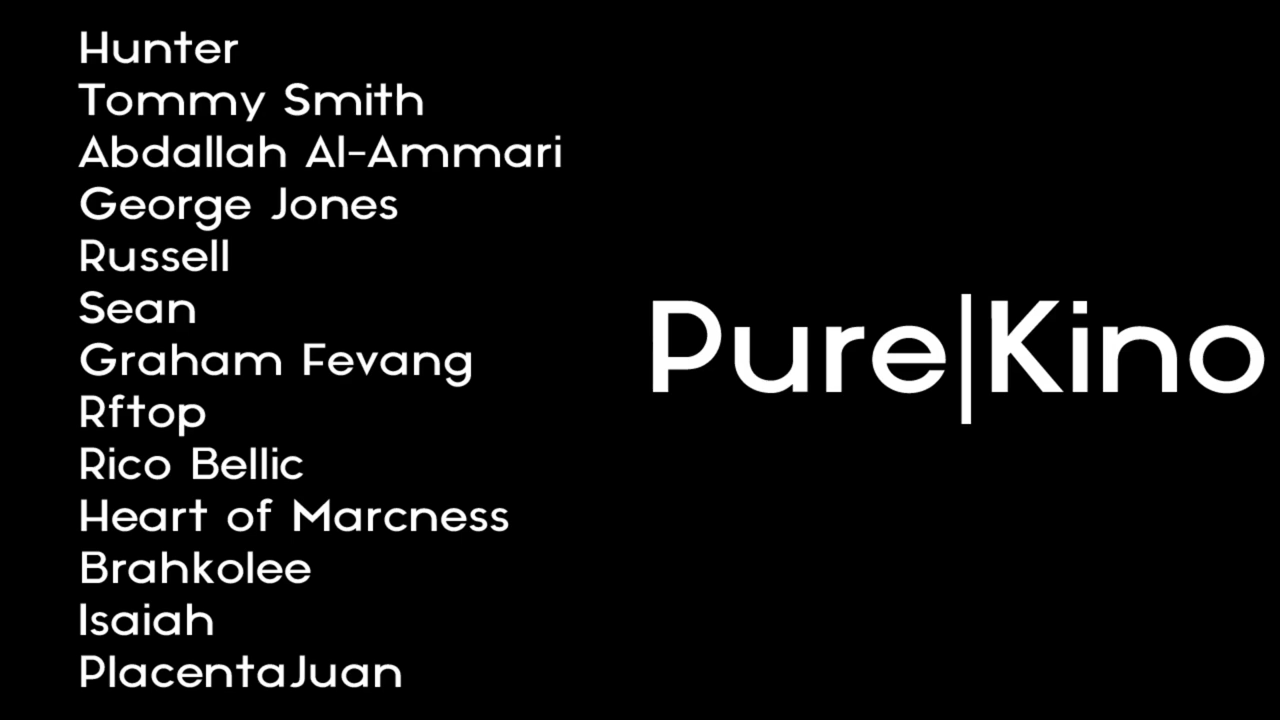 Hunter
Tommy Smith
Abdallah Al-Ammari
George Jones
Russell
Sean
Graham Fevang
Rftop
Rico Bellic
Heart of Marcness
Brahkolee
Isaiah
PlacentaJuan
Pure|Kino